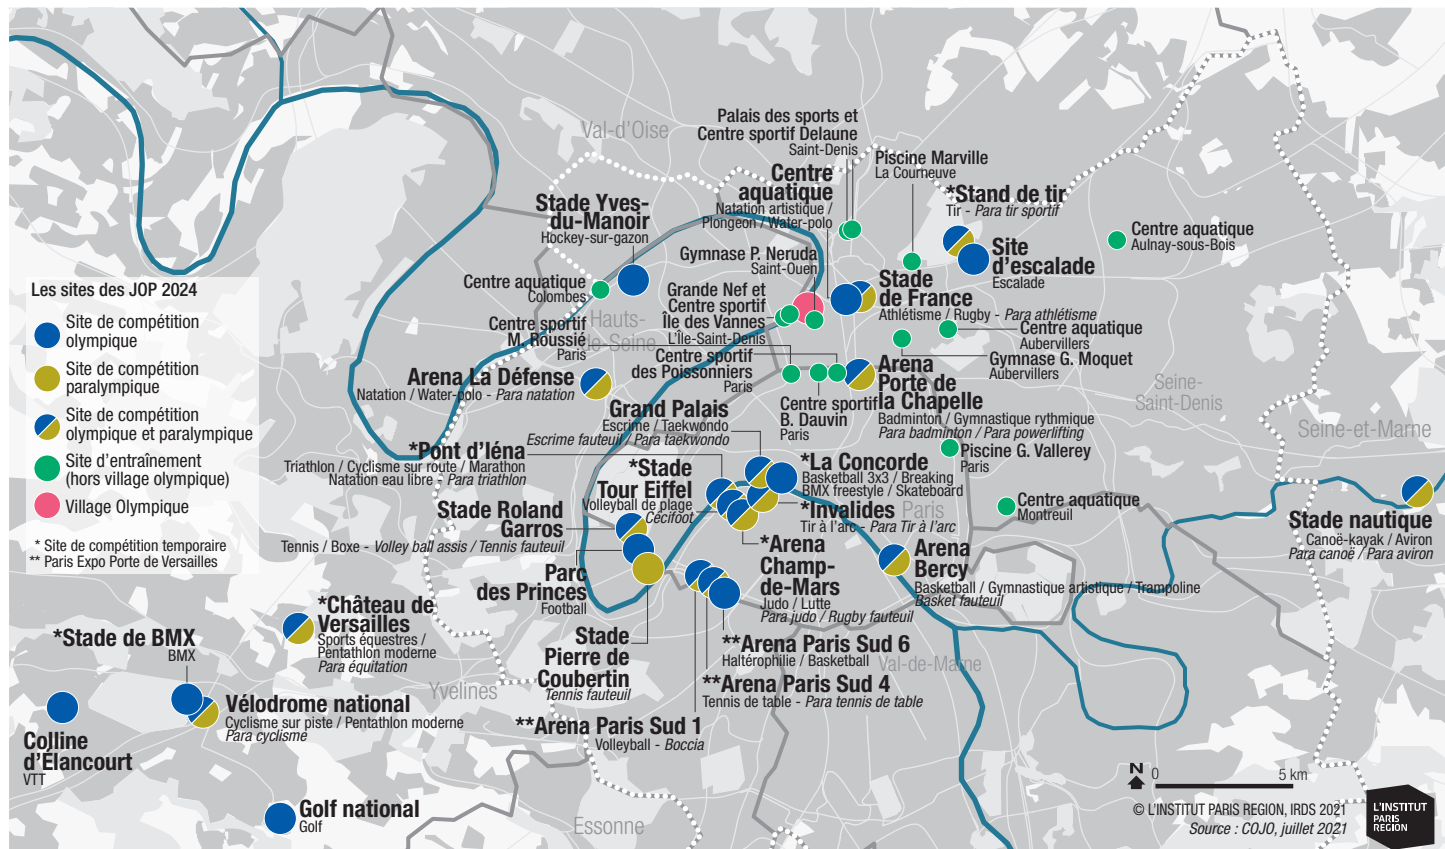 Val-d'Oise
Palais des sports et
Centre sportif Delaune
Saint-Denis
Piscine Marville
La Courneuve
Centre
aquatique
Natation artistique /
Plongeon / Water-polo
*Stand de tir
Tir - Para tir sportif
Stade Yves-
du-Manoir
Hockey-sur-gazon
Centre aquatique
Aulnay-sous-Bois
Site
d'escalade
Escalade
Gymnase P. Neruda
Saint-Ouen
Centre aquatique
Colombes
Stade
de France
Athlétisme / Rugby - Para athlétisme
Grande Nef et
Centre sportif
Île des Vannes
L'Île-Saint-Denis
Les sites des JOP 2024
Site de compétition
olympique
Site de compétition
paralympique
Site de compétition
olympique et paralympique
Site d'entraînement
(hors village olympique)
Village Olympique
* Site de compétition temporaire
** Paris Expo Porte de Versailles
Hauts-
de-Seine
Centre sportif
M. Roussié
Paris
Centre aquatique
Aubervilliers
Gymnase G. Moquet
Aubervilliers
Centre sportif
des Poissonniers
Paris
Arena La Défense
Natation / Water-polo - Para natation
Arena
Porte de
la Chapelle
Badminton / Gymnastique rythmique
Para badminton / Para powerlifting
Seine-
Saint-Denis
Centre sportif
B. Dauvin
Paris
Grand Palais
Escrime / Taekwondo
Escrime fauteuil / Para taekwondo
Seine-et-Marne
*Pont d'Iéna
Triathlon / Cyclisme sur route / Marathon
Natation eau libre - Para triathlon
Piscine G. Vallerey
Paris
*La Concorde
Basketball 3x3 / Breaking
BMX freestyle / Skateboard
*Stade
Tour Eiffel
Volleyball de plage
Cécifoot
*Invalides
Tir à l'arc - Para Tir à l'arc
Paris
Centre aquatique
Montreuil
Stade nautique
Canoë-kayak / Aviron
Para canoë / Para aviron
Stade Roland
Garros
Tennis / Boxe - Volley ball assis / Tennis fauteuil
*Arena
Champ-
de-Mars
Judo / Lutte
Para judo / Rugby fauteuil
Arena
Bercy
Basketball / Gymnastique artistique / Trampoline
Basket fauteuil
Parc
des Princes
Football
*Château de
Versailles
Sports équestres /
Pentathlon moderne
Para équitation
*Stade de BMX
BMX
Stade
Pierre de
Coubertin
Tennis fauteuil
**Arena Paris Sud 6
Haltérophilie / Basketball
Val-de-Marne
**Arena Paris Sud 4
Tennis de table - Para tennis de table
Yvelines
Vélodrome national
Cyclisme sur piste / Pentathlon moderne
Para cyclisme
**Arena Paris Sud 1
Volleyball - Boccia
Colline
d'Élancourt
VTT
Golf national
Golf
Essonne
N
0
5 km
© L'INSTITUT PARIS REGION, IRDS 2021
Source : COJO, juillet 2021
L'INSTITUT
PARIS
REGION